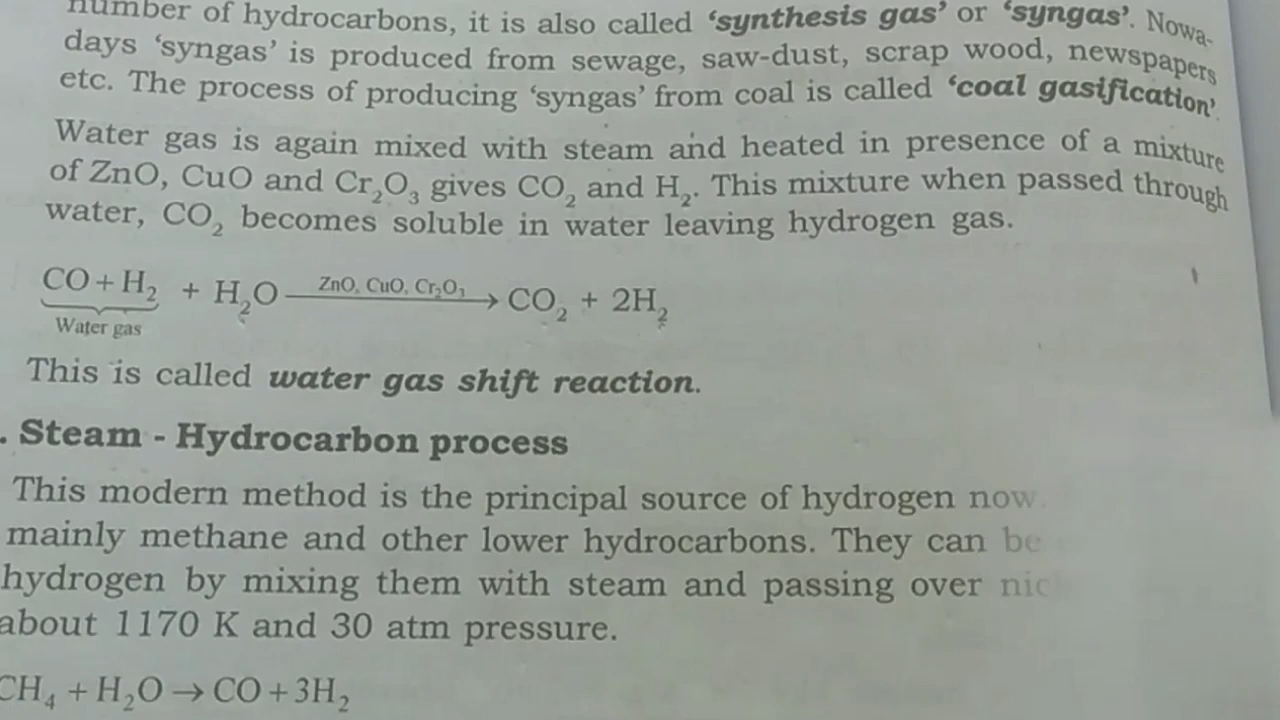 number of hydrocarbons, it is also called 'synthesis gas' or 'syngas'. Nowa-
days 'syngas' is produced from sewage, saw-dust, scrap wood, newspapers
etc. The process of producing 'syngas' from coal is called 'coal gasification'.
Water gas is again mixed with steam and heated in presence of a mixture
of ZnO, CuO and Cr₂O₃ gives CO₂ and H₂. This mixture when passed through
water, CO₂ becomes soluble in water leaving hydrogen gas.
CO + H₂ + H₂O ⟶ CO₂ + 2H₂
ZnO, CuO, Cr₂O₃
Water gas
This is called water gas shift reaction.
. Steam - Hydrocarbon process
This modern method is the principal source of hydrogen now.
mainly methane and other lower hydrocarbons. They can be
hydrogen by mixing them with steam and passing over
about 1170 K and 30 atm pressure.
CH₄ + H₂O → CO + 3H₂